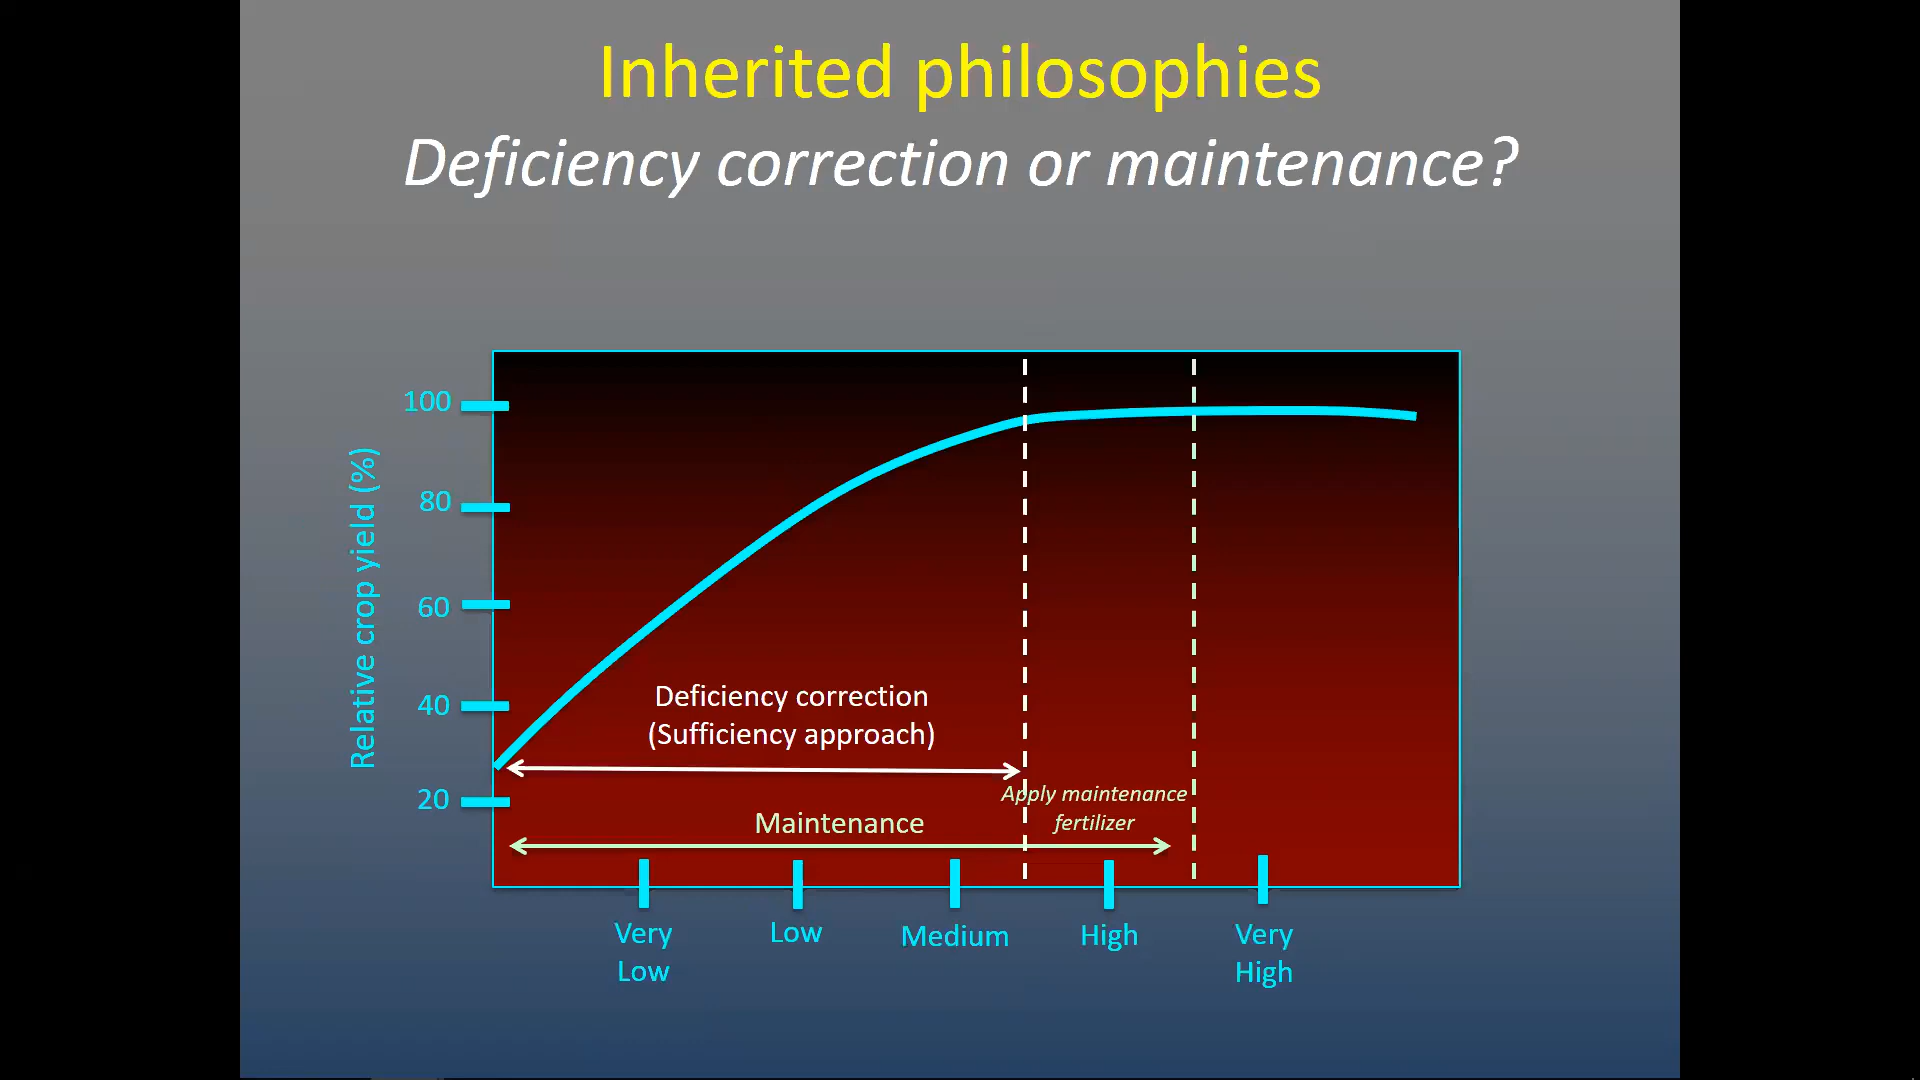 Inherited philosophies
Deficiency correction or maintenance?
Relative crop yield (%)
100
80
60
40
20
Deficiency correction
(Sufficiency approach)
Apply maintenance
fertilizer
Maintenance
Very
Low
Low
Medium
High
Very
High